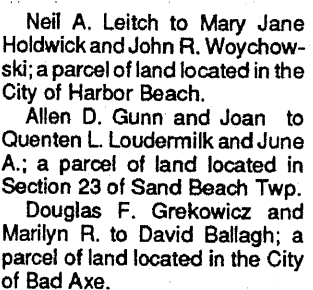 Neil A. Leitch to Mary Jane
Holdwick and John R. Woychow-
ski; a parcel of land located in the
City of Harbor Beach.
Allen D. Gunn and Joan to
Quenten L. Loudermilk and June
A.; a parcel of land located in
Section 23 of Sand Beach Twp.
Douglas F. Grekowicz and
Marilyn R. to David Ballagh; a
parcel of land located in the City
of Bad Axe.